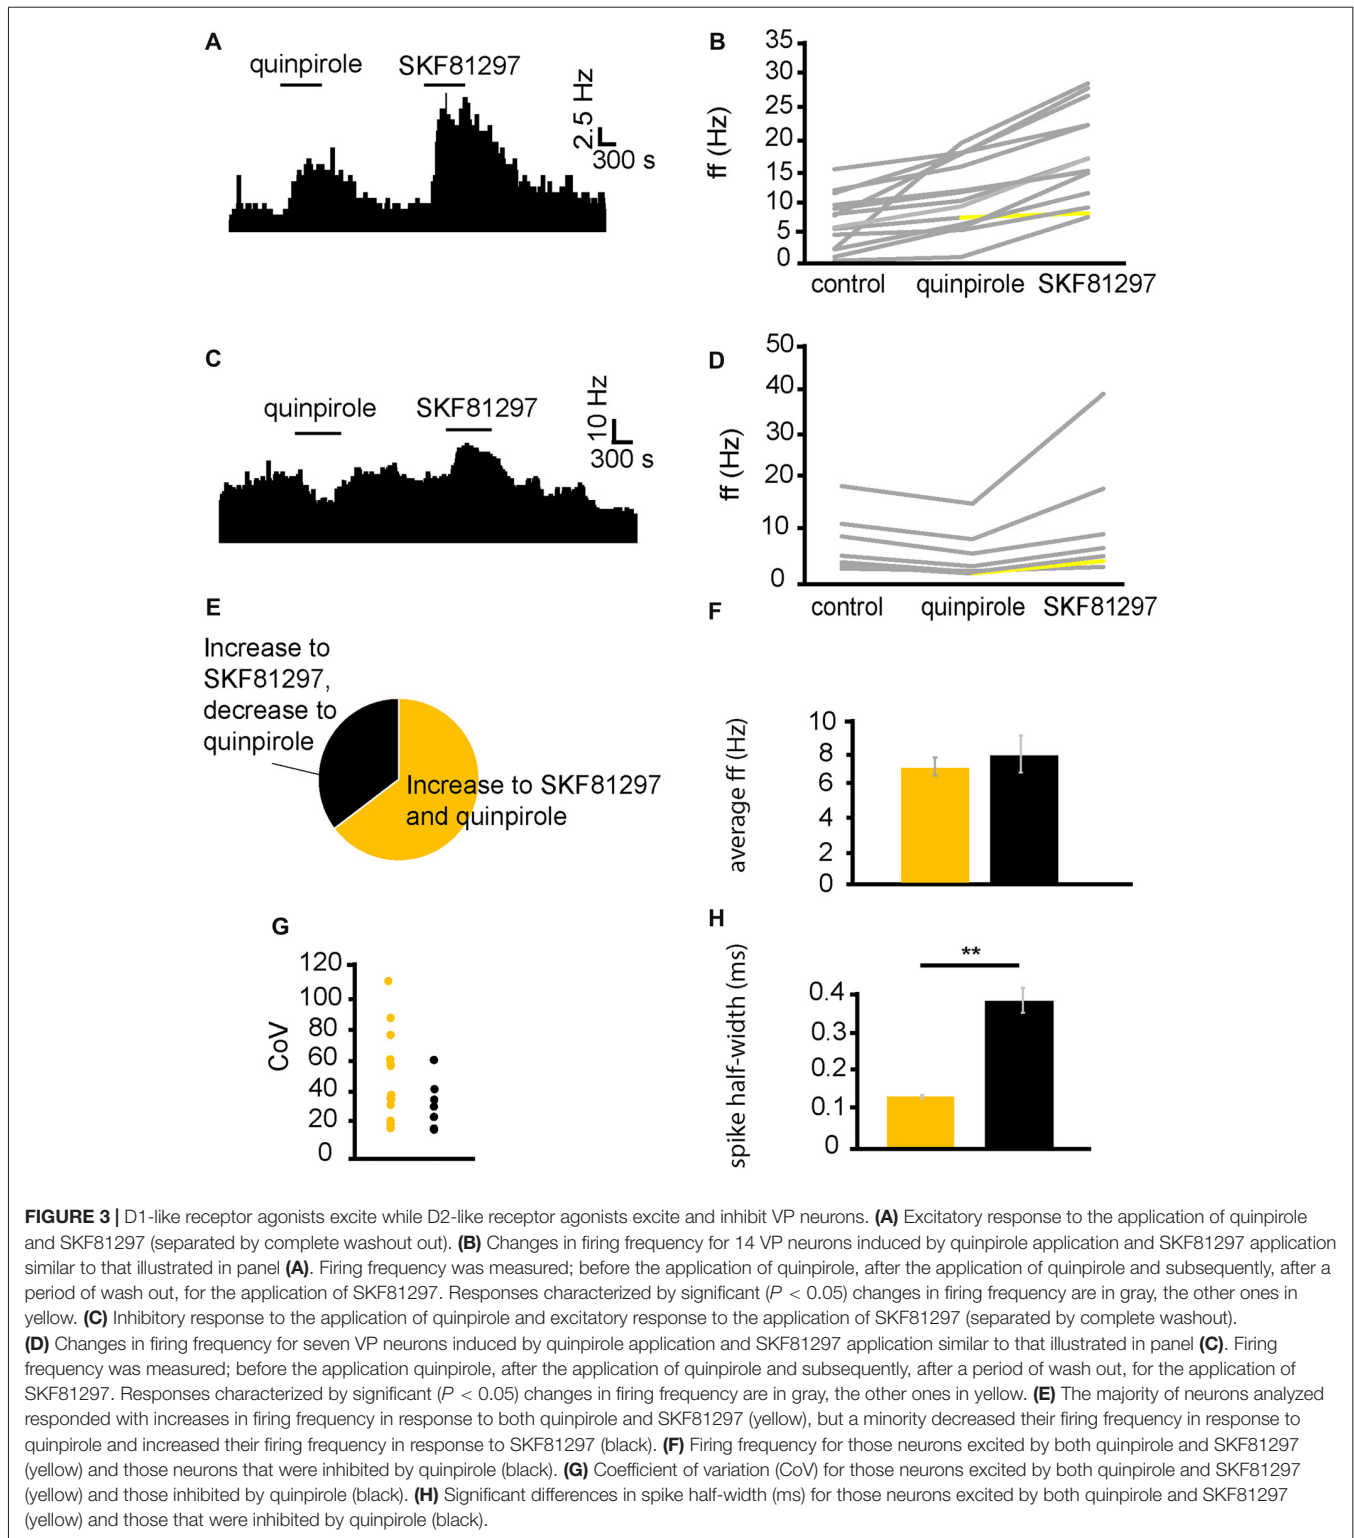 A
quinpirole
SKF81297
2.5 Hz
300 s
B
35
30
25
20
15
10
5
0
ff (Hz)
control
quinpirole
SKF81297
C
quinpirole
SKF81297
10 Hz
300 s
D
50
40
30
20
10
0
ff (Hz)
control
quinpirole
SKF81297
E
Increase to
SKF81297,
decrease to
quinpirole
Increase to SKF81297
and quinpirole
F
10
8
6
4
2
0
average ff (Hz)
G
120
100
80
60
40
20
0
CoV
H
**
0.4
0.3
0.2
0.1
0
spike half-width (ms)
FIGURE 3 | D1-like receptor agonists excite while D2-like receptor agonists excite and inhibit VP neurons. (A) Excitatory response to the application of quinpirole
and SKF81297 (separated by complete washout out). (B) Changes in firing frequency for 14 VP neurons induced by quinpirole application and SKF81297 application
similar to that illustrated in panel (A). Firing frequency was measured; before the application of quinpirole, after the application of quinpirole and subsequently, after a
period of wash out, for the application of SKF81297. Responses characterized by significant (P < 0.05) changes in firing frequency are in gray, the other ones in
yellow. (C) Inhibitory response to the application of quinpirole and excitatory response to the application of SKF81297 (separated by complete washout).
(D) Changes in firing frequency for seven VP neurons induced by quinpirole application and SKF81297 application similar to that illustrated in panel (C). Firing
frequency was measured; before the application quinpirole, after the application of quinpirole and subsequently, after a period of wash out, for the application of
SKF81297. Responses characterized by significant (P < 0.05) changes in firing frequency are in gray, the other ones in yellow. (E) The majority of neurons analyzed
responded with increases in firing frequency in response to both quinpirole and SKF81297 (yellow), but a minority decreased their firing frequency in response to
quinpirole and increased their firing frequency in response to SKF81297 (black). (F) Firing frequency for those neurons excited by both quinpirole and SKF81297
(yellow) and those neurons that were inhibited by quinpirole (black). (G) Coefficient of variation (CoV) for those neurons excited by both quinpirole and SKF81297
(yellow) and those inhibited by quinpirole (black). (H) Significant differences in spike half-width (ms) for those neurons excited by both quinpirole and SKF81297
(yellow) and those that were inhibited by quinpirole (black).